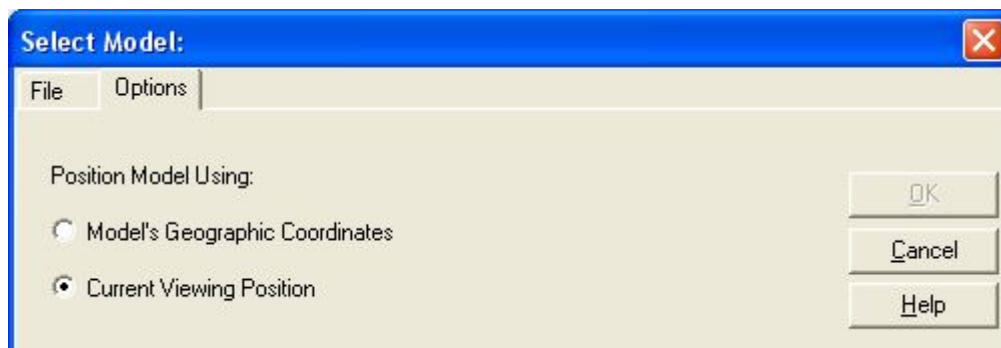 Select Model:
File Options
Position Model Using:
Model's Geographic Coordinates
Current Viewing Position
OK
Cancel
Help